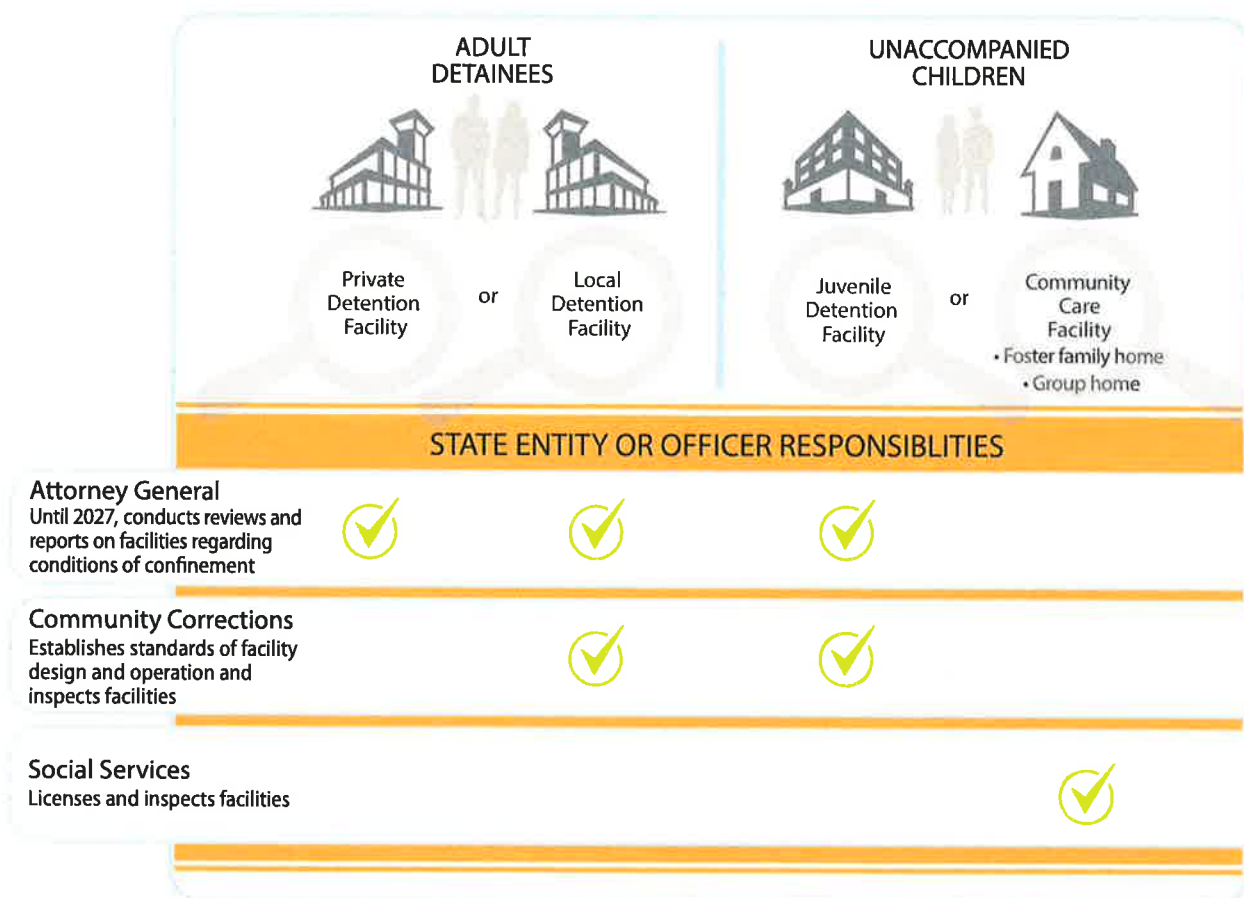 ADULT
DETAINEES
UNACCOMPANIED
CHILDREN
Private
Detention
Facility
or
Local
Detention
Facility
Juvenile
Detention
Facility
or
Community
Care
Facility
• Foster family home
• Group home
STATE ENTITY OR OFFICER RESPONSIBLITIES
Attorney General
Until 2027, conducts reviews and
reports on facilities regarding
conditions of confinement
Community Corrections
Establishes standards of facility
design and operation and
inspects facilities
Social Services
Licenses and inspects facilities